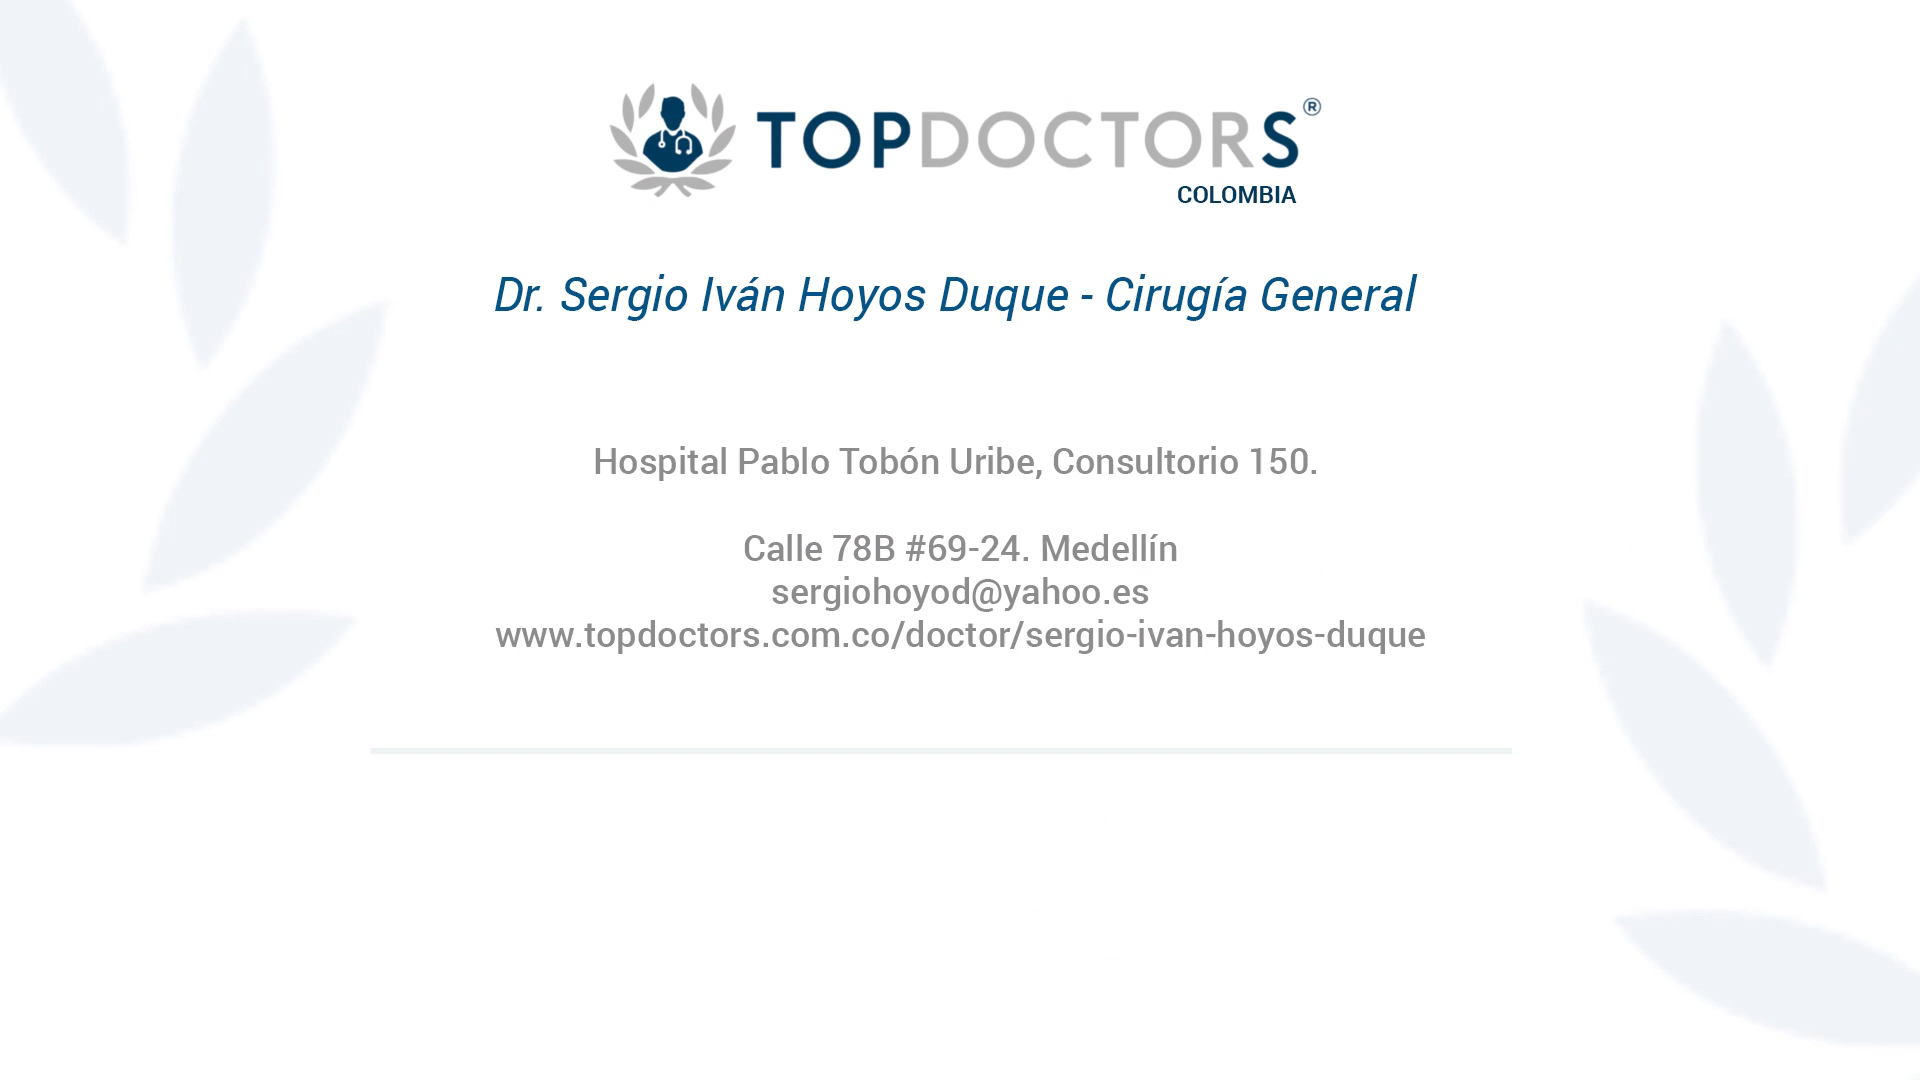 TOPDOCTORS®
COLOMBIA
Dr. Sergio Iván Hoyos Duque - Cirugía General
Hospital Pablo Tobón Uribe, Consultorio 150.
Calle 78B #69-24. Medellín
sergiohoyod@yahoo.es
www.topdoctors.com.co/doctor/sergio-ivan-hoyos-duque